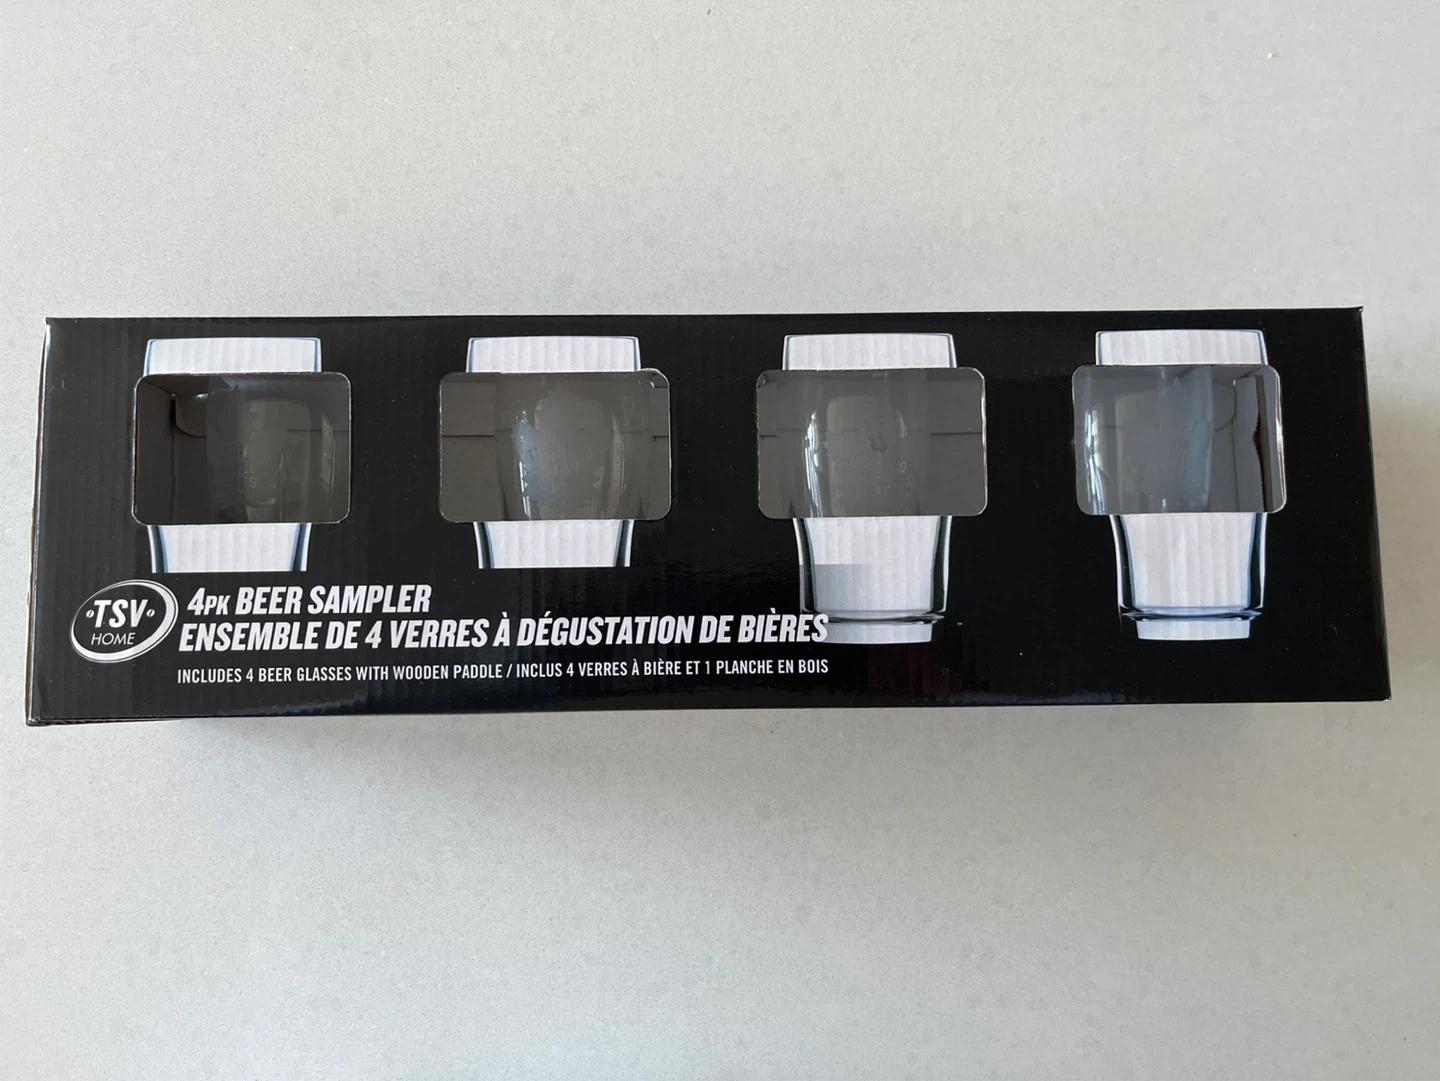 TSV
HOME
4PK BEER SAMPLER
ENSEMBLE DE 4 VERRES À DÉGUSTATION DE BIÈRES
INCLUDES 4 BEER GLASSES WITH WOODEN PADDLE / INCLUS 4 VERRES À BIÈRE ET 1 PLANCHE EN BOIS